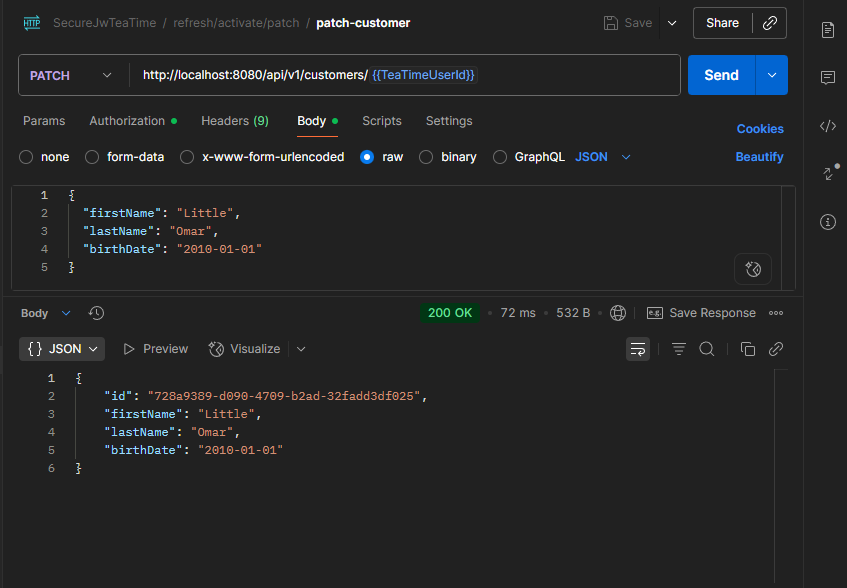 HTTP SecureJwTeaTime / refresh/activate/patch / patch-customer Save Share
PATCH http://localhost:8080/api/v1/customers/ {{TeaTimeUserId}} Send
Params Authorization Headers (9) Body Scripts Settings Cookies
none form-data x-www-form-urlencoded raw binary GraphQL JSON Beautify
1 {
2 "firstName": "Little",
3 "lastName": "Omar",
4 "birthDate": "2010-01-01"
5 }
Body 200 OK 72 ms 532 B e.g. Save Response
{} JSON Preview Visualize
1 {
2 "id": "728a9389-d090-4709-b2ad-32fadd3df025",
3 "firstName": "Little",
4 "lastName": "Omar",
5 "birthDate": "2010-01-01"
6 }